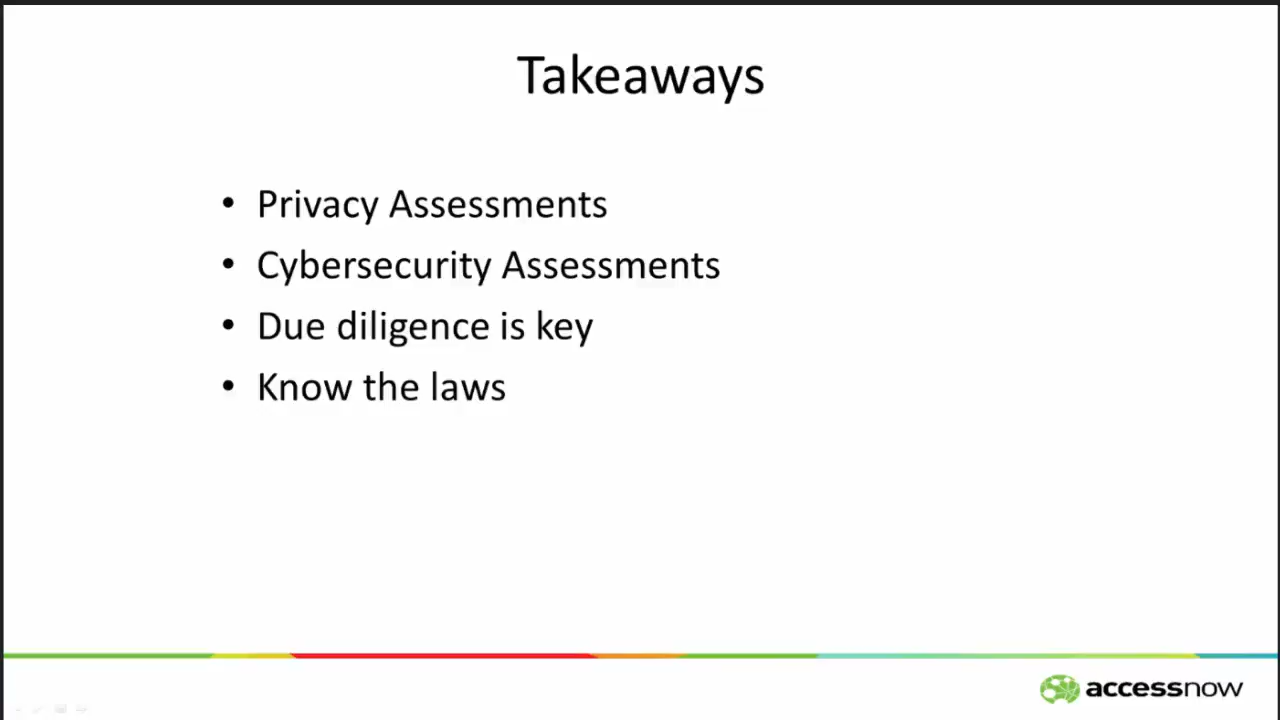 Takeaways
• Privacy Assessments
• Cybersecurity Assessments
• Due diligence is key
• Know the laws
accessnow